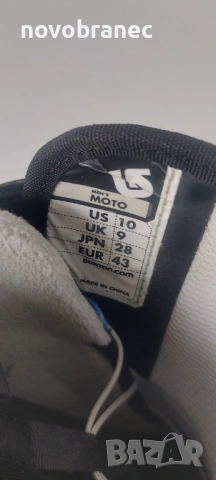 novobranec
MEN'S
MOTO
US 10
UK 9
JPN 28
EUR 43
BURTON.COM
MADE IN CHINA
BAZAR